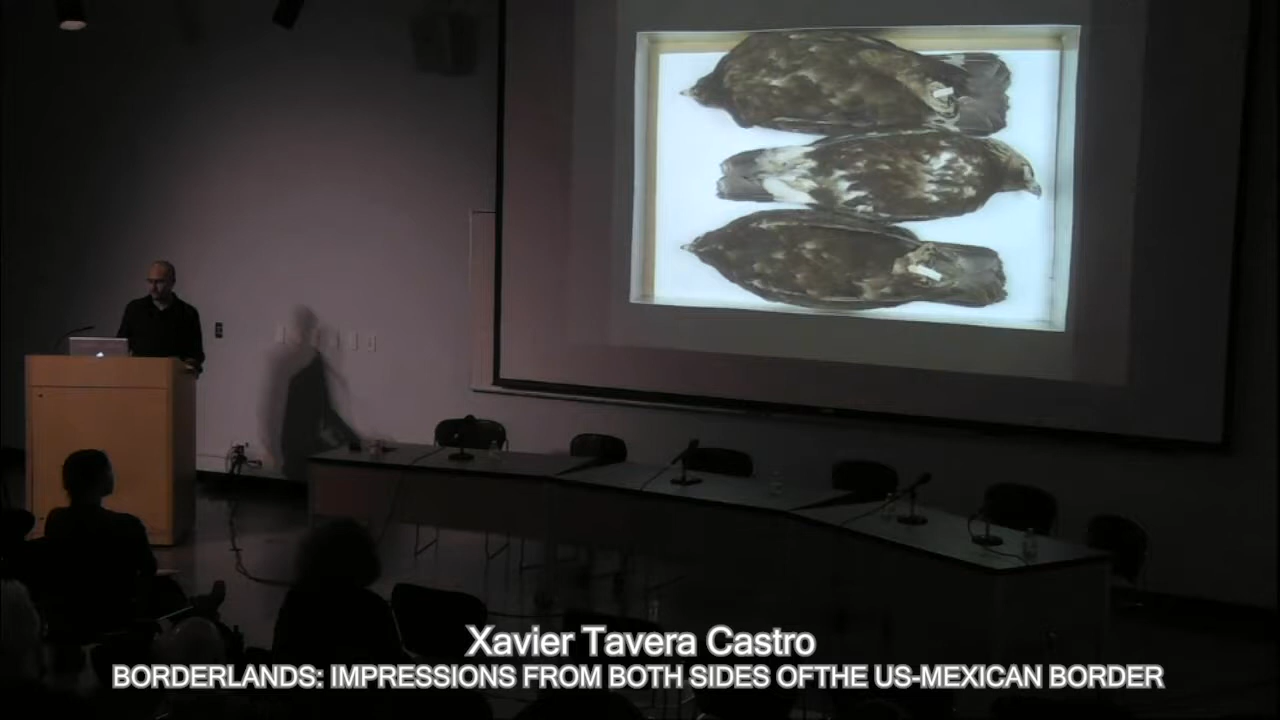 Xavier Tavera Castro
BORDERLANDS: IMPRESSIONS FROM BOTH SIDES OFTHE US-MEXICAN BORDER